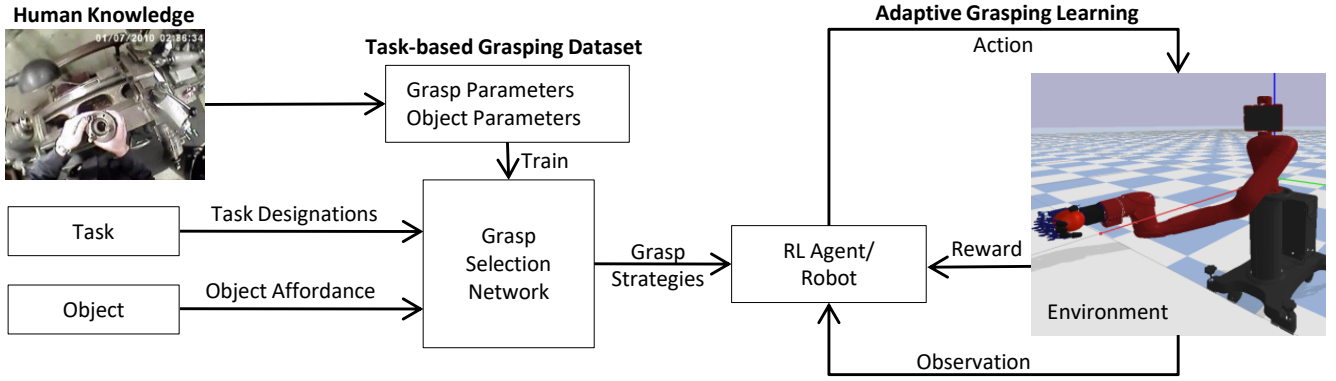 Human Knowledge
01/07/2010 02:36:34
Task-based Grasping Dataset
Grasp Parameters
Object Parameters
Train
Task
Task Designations
Object
Object Affordance
Grasp
Selection
Network
Grasp
Strategies
Adaptive Grasping Learning
Action
RL Agent/
Robot
Reward
Environment
Observation